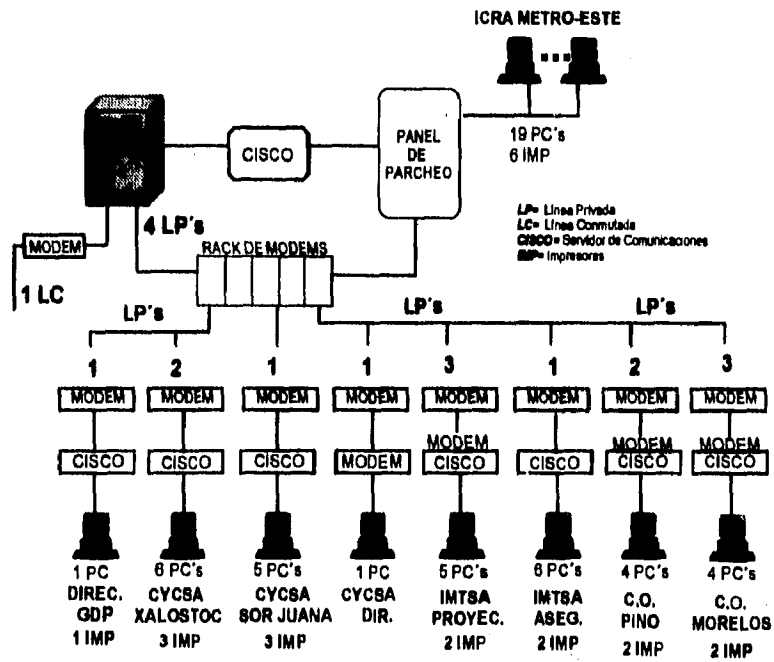 ICRA METRO-ESTE
19 PC's
6 IMP
CISCO
PANEL
DE
PARCHEO
LP= Línea Privada
LC= Línea Conmutada
CISCO= Servidor de Comunicaciones
IMP= Impresoras
MODEM
4 LP's
RACK DE MODEMS
1 LC
LP's
LP's
LP's
1 2 1 1 3 1 2 3
MODEM MODEM MODEM MODEM MODEM MODEM MODEM MODEM
MODEM MODEM MODEM
CISCO CISCO CISCO MODEM CISCO CISCO CISCO CISCO
1 PC 6 PC's 5 PC's 1 PC 5 PC's 6 PC's 4 PC's 4 PC's
DIREC. CYCSA CYCSA CYCSA IMTSA IMTSA C.O. C.O.
GDP XALOSTOC SOR JUANA DIR. PROYEC. ASEG. PINO MORELOS
1 IMP 3 IMP 3 IMP 2 IMP 2 IMP 2 IMP 2 IMP